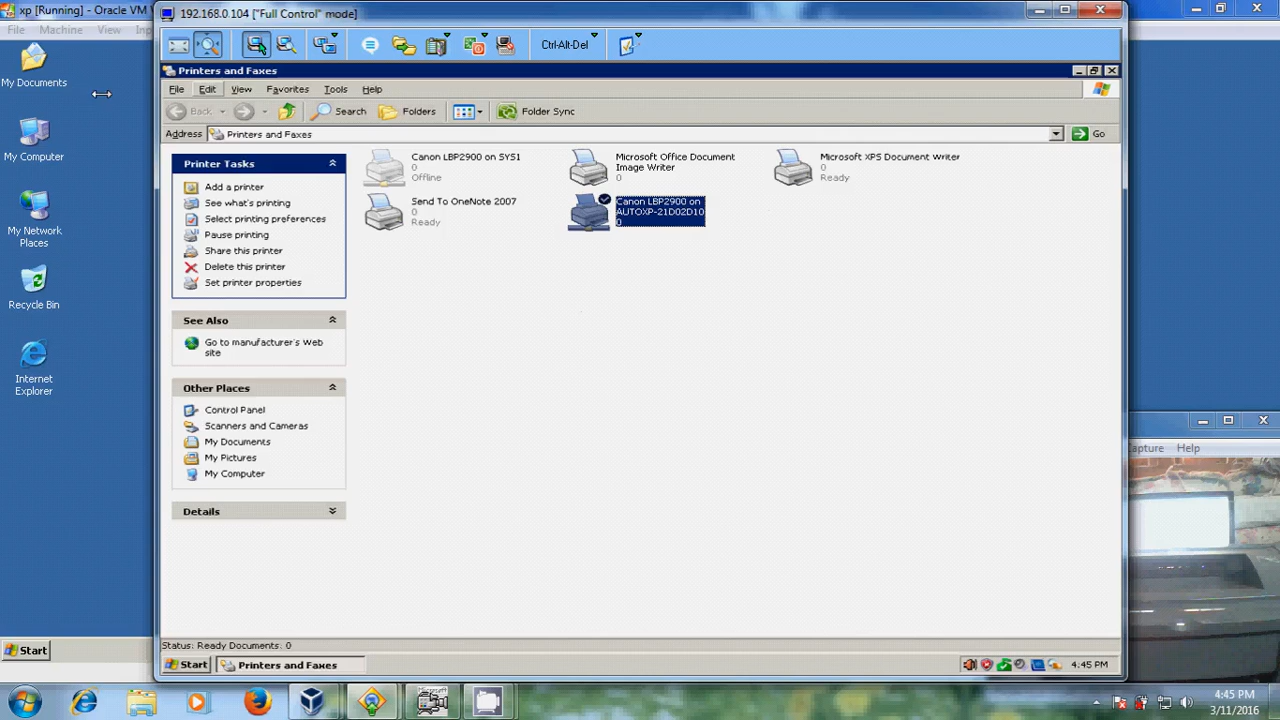 xp [Running] - Oracle VM V
File Machine View Inp
My Documents
My Computer
My Network
Places
Recycle Bin
Internet
Explorer
Start
192.168.0.104 ["Full Control" mode]
Ctrl-Alt-Del
Printers and Faxes
File Edit View Favorites Tools Help
Back Search Folders Folder Sync
Address Printers and Faxes Go
Printer Tasks
Add a printer
See what's printing
Select printing preferences
Pause printing
Share this printer
Delete this printer
Set printer properties
See Also
Go to manufacturer's Web
site
Other Places
Control Panel
Scanners and Cameras
My Documents
My Pictures
My Computer
Details
Canon LBP2900 on SYS1
0
Offline
Microsoft Office Document
Image Writer
0
Microsoft XPS Document Writer
0
Ready
Send To OneNote 2007
0
Ready
Canon LBP2900 on
AUTOXP-21D02D10
0
Status: Ready Documents: 0
Start Printers and Faxes 4:45 PM
Capture Help
4:45 PM
3/11/2016